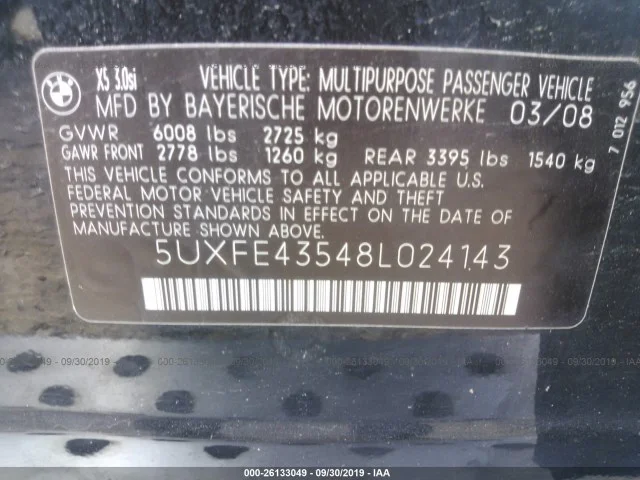 BMW
X5 3.0si
VEHICLE TYPE: MULTIPURPOSE PASSENGER VEHICLE
MFD BY BAYERISCHE MOTORENWERKE 03/08
GVWR 6008 lbs 2725 kg
GAWR FRONT 2778 lbs 1260 kg REAR 3395 lbs 1540 kg
THIS VEHICLE CONFORMS TO ALL APPLICABLE U.S.
FEDERAL MOTOR VEHICLE SAFETY AND THEFT
PREVENTION STANDARDS IN EFFECT ON THE DATE OF
MANUFACTURE SHOWN ABOVE.
5UXFE43548L024143
7 012 956
000-26133049 - 09/30/2019 - IAA